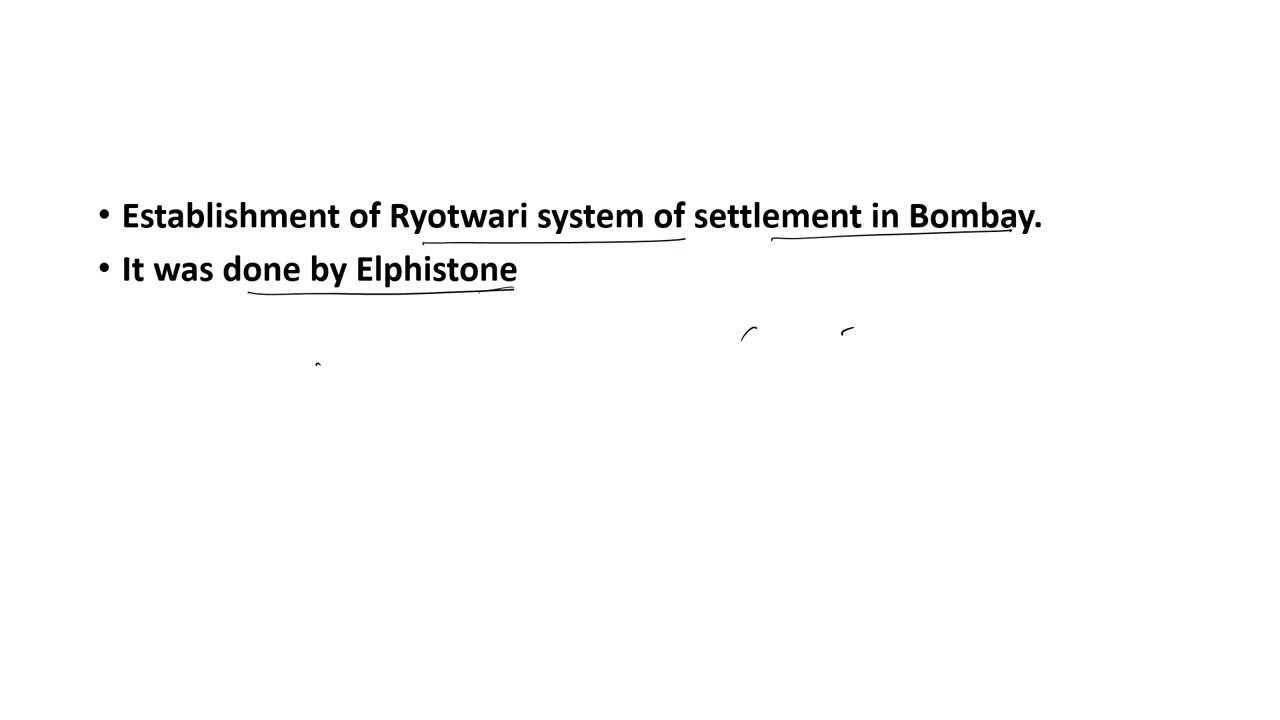 • Establishment of Ryotwari system of settlement in Bombay.
• It was done by Elphistone